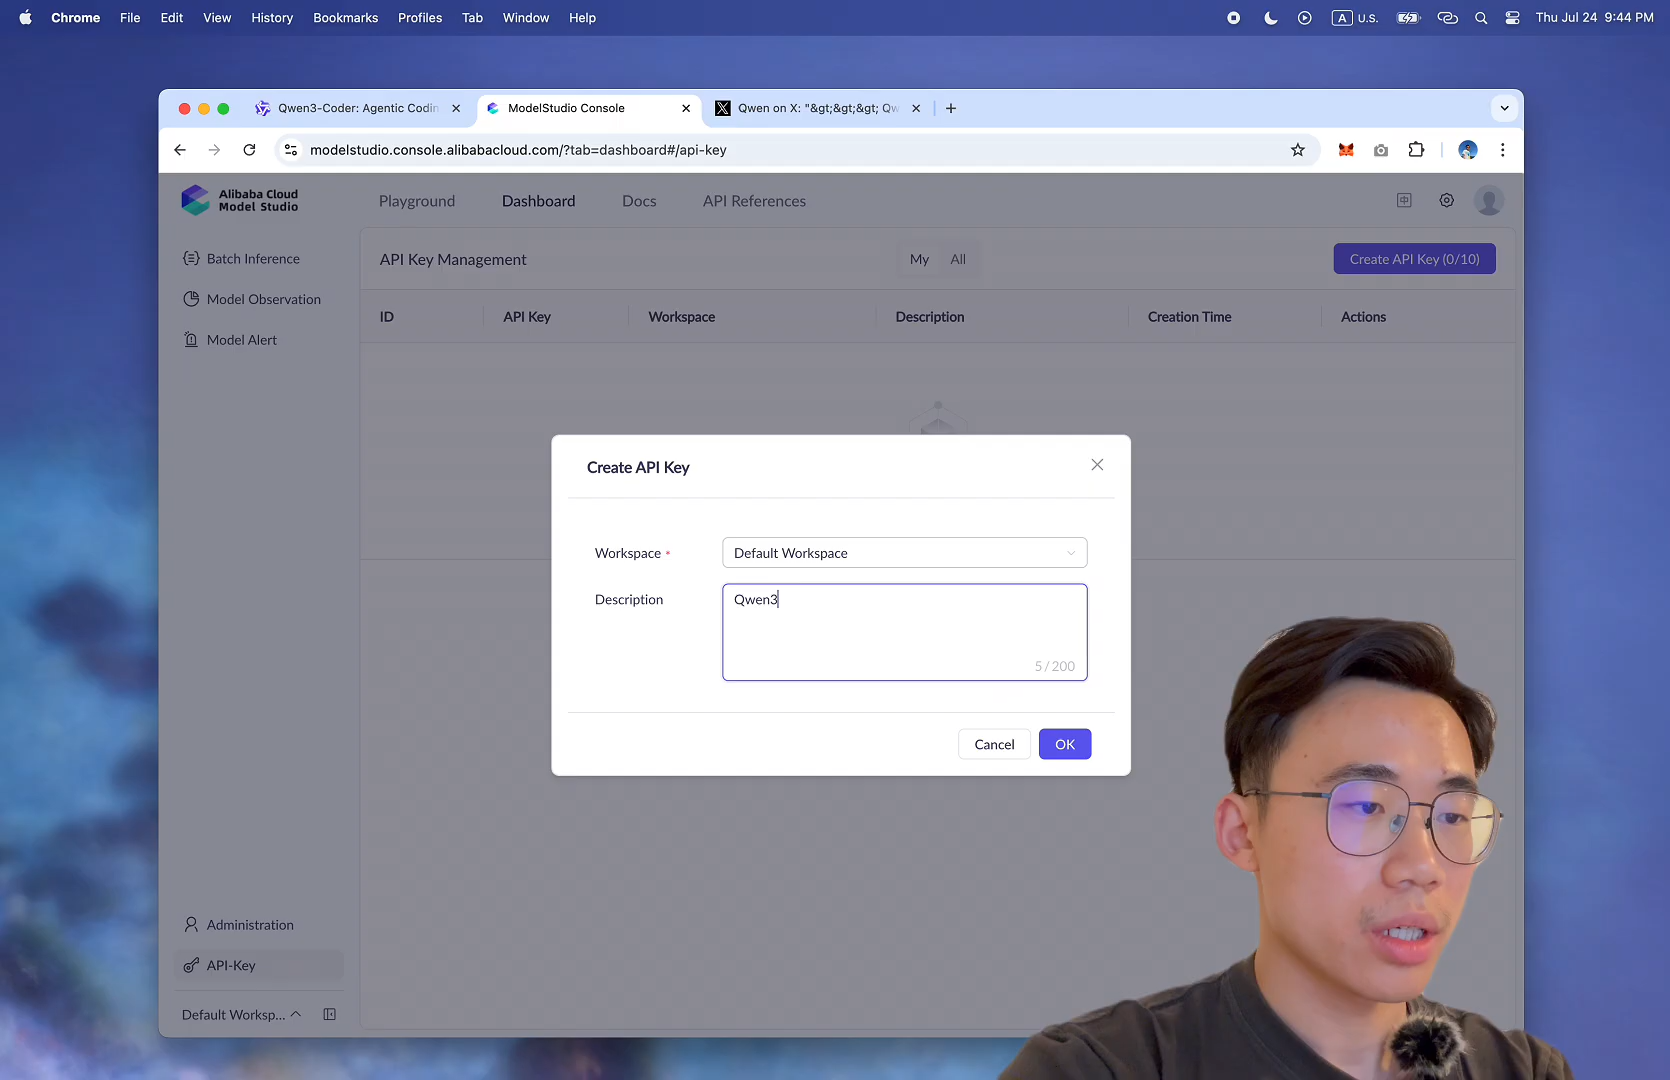 Chrome File Edit View History Bookmarks Profiles Tab Window Help
A U.S. Thu Jul 24 9:44 PM
Qwen3-Coder: Agentic Codin
ModelStudio Console
Qwen on X: "&gt;&gt;&gt; Qw
modelstudio.console.alibabacloud.com/?tab=dashboard#/api-key
Alibaba Cloud
Model Studio
Playground Dashboard Docs API References
中
Batch Inference
Model Observation
Model Alert
API Key Management
My All
Create API Key (0/10)
ID API Key Workspace Description Creation Time Actions
Create API Key
Workspace *
Default Workspace
Description
Qwen3
5/200
Cancel OK
Administration
API-Key
Default Worksp...